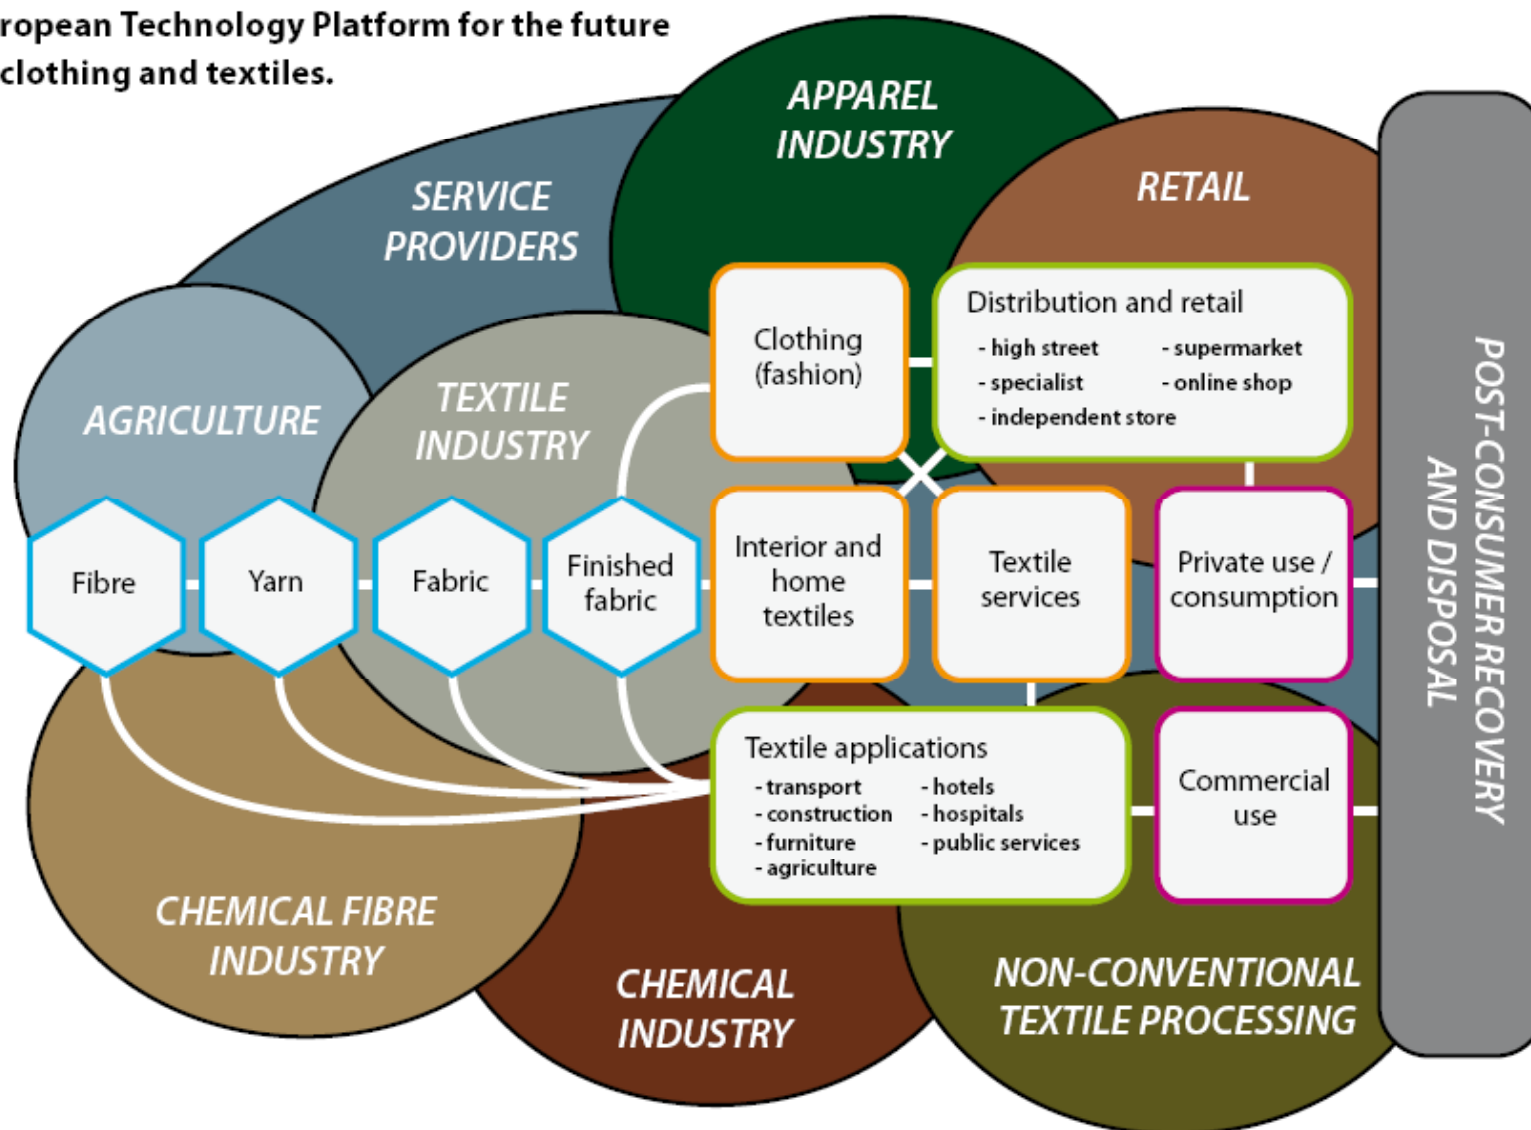 ropean Technology Platform for the future
clothing and textiles.
APPAREL
INDUSTRY
SERVICE
PROVIDERS
RETAIL
AGRICULTURE
TEXTILE
INDUSTRY
Clothing
(fashion)
Distribution and retail
- high street
- supermarket
- specialist
- online shop
- independent store
Fibre
Yarn
Fabric
Finished
fabric
Interior and
home
textiles
Textile
services
Private use /
consumption
Textile applications
- transport
- hotels
- construction
- hospitals
- furniture
- public services
- agriculture
Commercial
use
CHEMICAL FIBRE
INDUSTRY
CHEMICAL
INDUSTRY
NON-CONVENTIONAL
TEXTILE PROCESSING
POST-CONSUMER RECOVERY
AND DISPOSAL